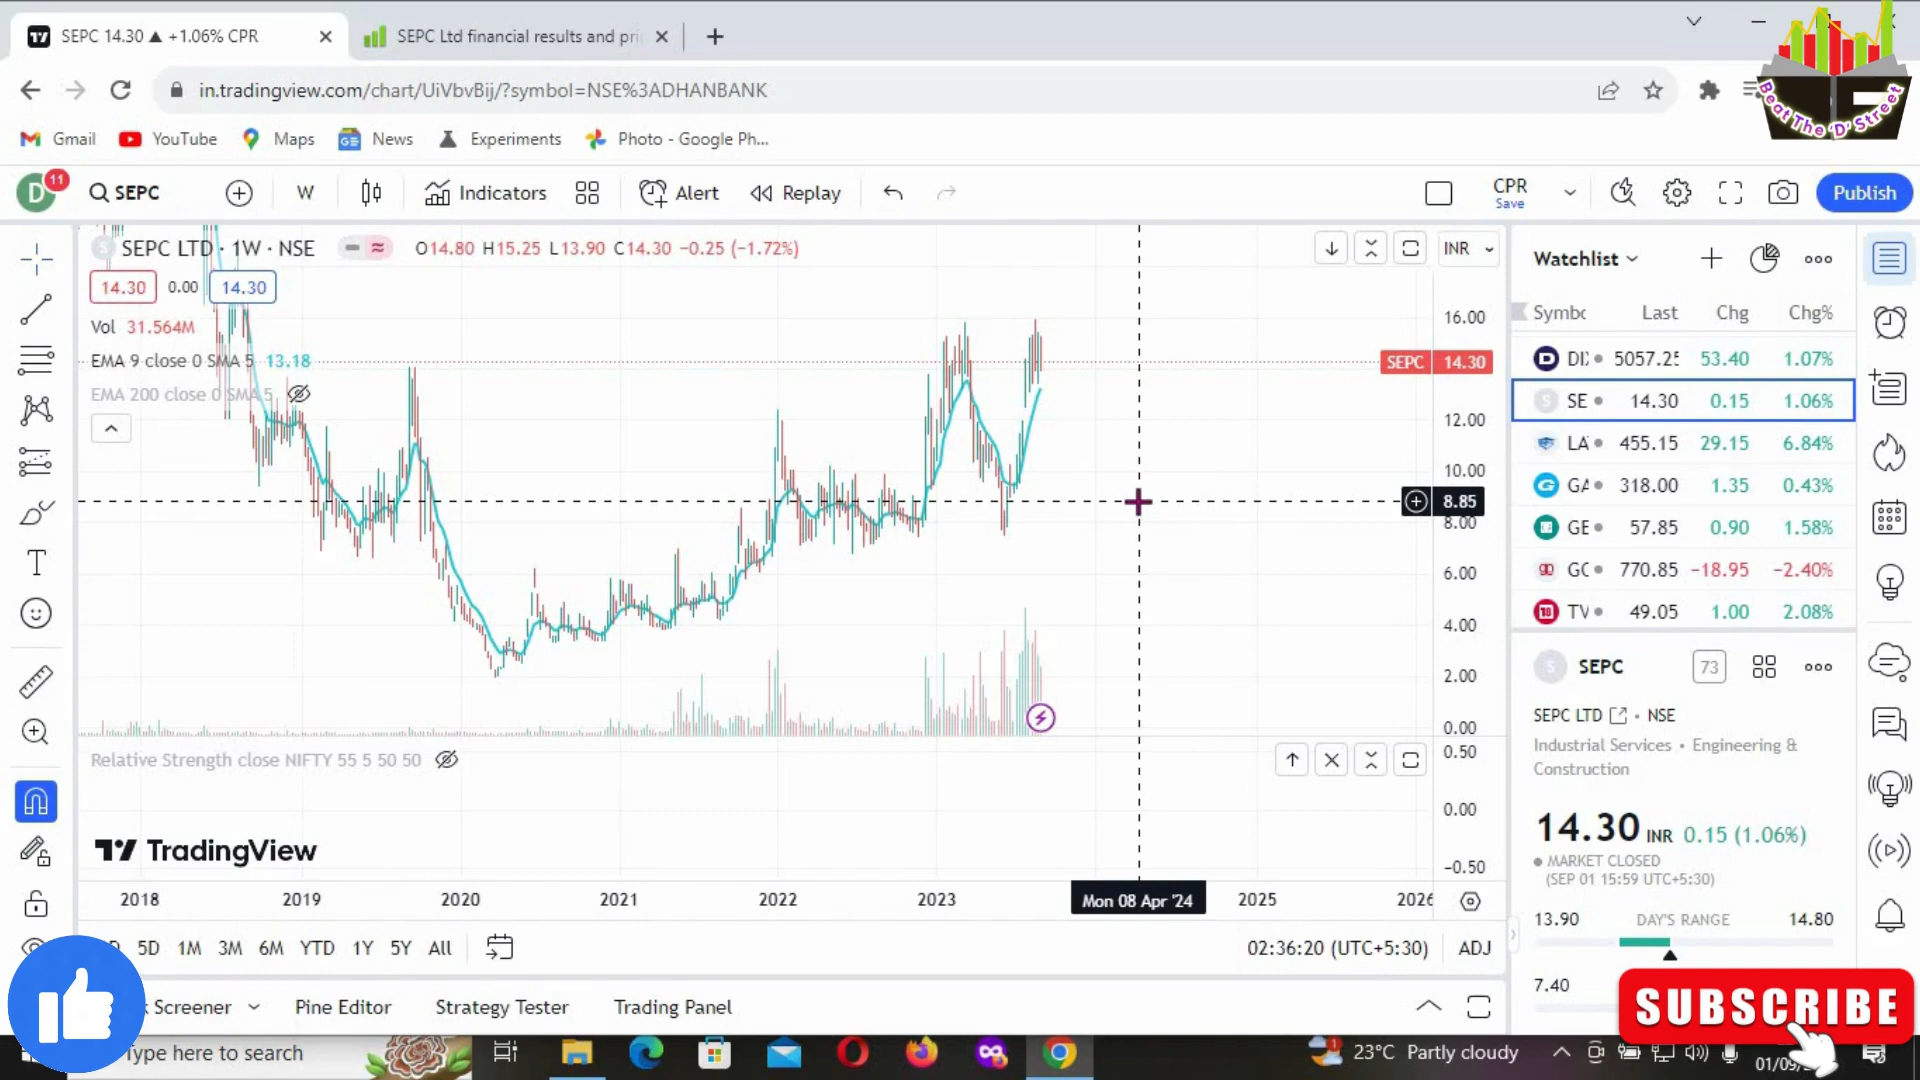 SEPC 14.30 ▲ +1.06% CPR
SEPC Ltd financial results and pri
in.tradingview.com/chart/UiVbvBij/?symbol=NSE%3ADHANBANK
Beat The 'D' Street
Gmail YouTube Maps News Experiments Photo - Google Ph...
D 11 SEPC W Indicators Alert Replay CPR Save Publish
SEPC LTD · 1W · NSE O14.80 H15.25 L13.90 C14.30 −0.25 (−1.72%) INR
14.30 0.00 14.30
Vol 31.564M
EMA 9 close 0 SMA 5 13.18
EMA 200 close 0 SMA 5
16.00
SEPC 14.30
12.00
10.00
8.85
8.00
6.00
4.00
2.00
0.00
Relative Strength close NIFTY 55 5 50 50
0.50
0.00
−0.50
TradingView
2018 2019 2020 2021 2022 2023 Mon 08 Apr '24 2025 2026
5D 1M 3M 6M YTD 1Y 5Y All 02:36:20 (UTC+5:30) ADJ
Screener Pine Editor Strategy Tester Trading Panel
Watchlist
Symbo Last Chg Chg%
DI 5057.25 53.40 1.07%
SE 14.30 0.15 1.06%
LA 455.15 29.15 6.84%
GA 318.00 1.35 0.43%
GE 57.85 0.90 1.58%
GO 770.85 −18.95 −2.40%
TV 49.05 1.00 2.08%
S SEPC 73
SEPC LTD • NSE
Industrial Services • Engineering &
Construction
14.30 INR 0.15 (1.06%)
MARKET CLOSED
(SEP 01 15:59 UTC+5:30)
13.90 DAY'S RANGE 14.80
7.40
SUBSCRIBE
Type here to search
23°C Partly cloudy
01/09/